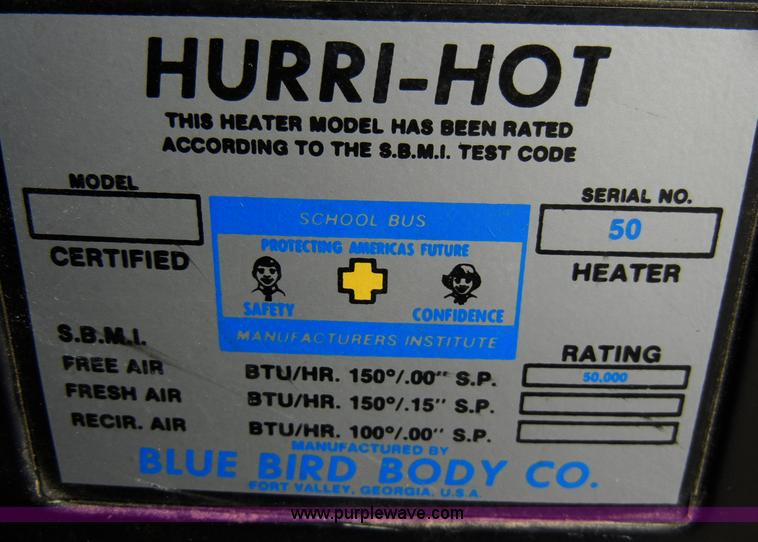 HURRI-HOT
THIS HEATER MODEL HAS BEEN RATED
ACCORDING TO THE S.B.M.I. TEST CODE
MODEL
CERTIFIED
SCHOOL BUS
PROTECTING AMERICAS FUTURE
SAFETY
CONFIDENCE
MANUFACTURERS INSTITUTE
SERIAL NO.
50
HEATER
S.B.M.I.
RATING
FREE AIR BTU/HR. 150°/.00" S.P. 50,000
FRESH AIR BTU/HR. 150°/.15" S.P.
RECIR. AIR BTU/HR. 100°/.00" S.P.
MANUFACTURED BY
BLUE BIRD BODY CO.
FORT VALLEY, GEORGIA, U.S.A.
www.purplewave.com